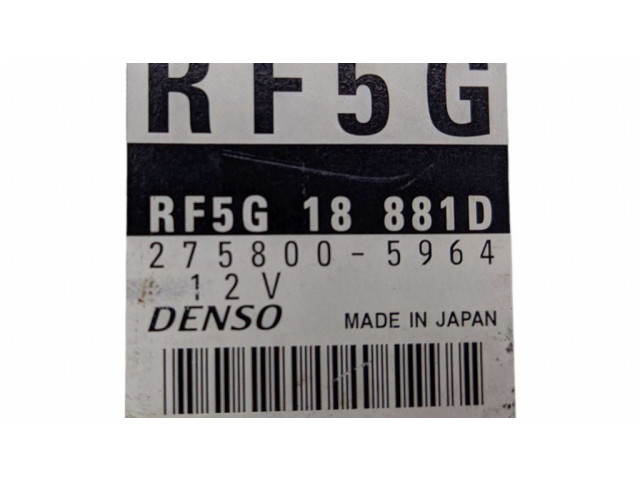 RF5G
RF5G 18 881D
275800-5964
12V
DENSO MADE IN JAPAN